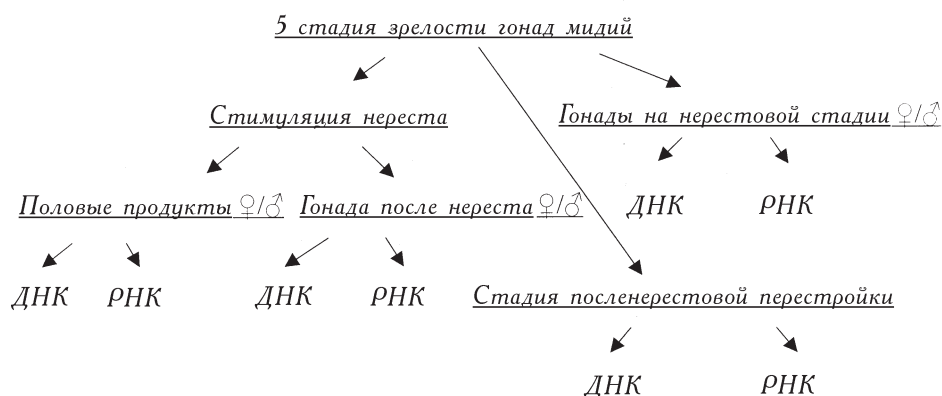 5 стадия зрелости гонад мидий
Стимуляция нереста
Гонады на нерестовой стадии ♀/♂
Половые продукты ♀/♂ Гонада после нереста ♀/♂
ДНК РНК
ДНК РНК ДНК РНК
Стадия посленерестовой перестройки
ДНК РНК